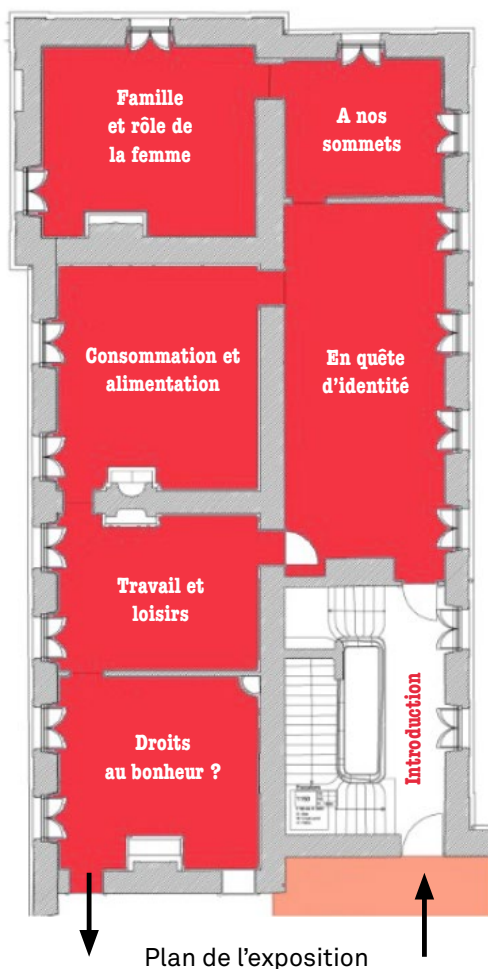 Famille
et rôle de
la femme
A nos
sommets
Consommation et
alimentation
En quête
d'identité
Travail et
loisirs
Introduction
Droits
au bonheur ?
Plan de l'exposition